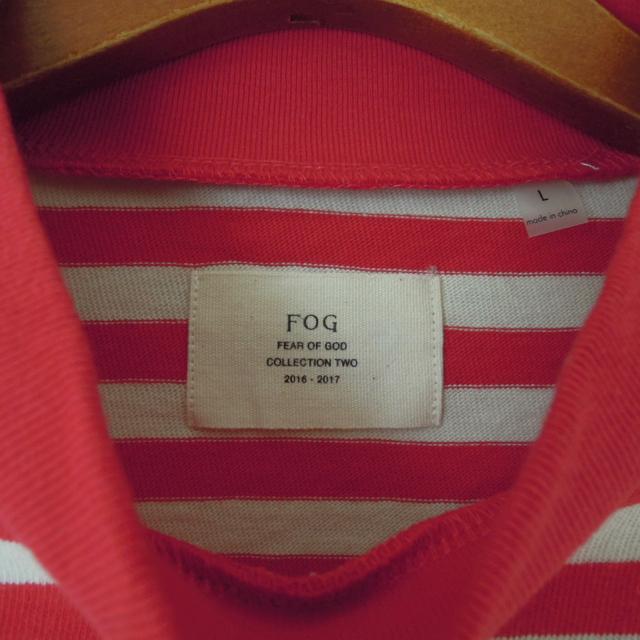 L
made in china
FOG
FEAR OF GOD
COLLECTION TWO
2016 - 2017